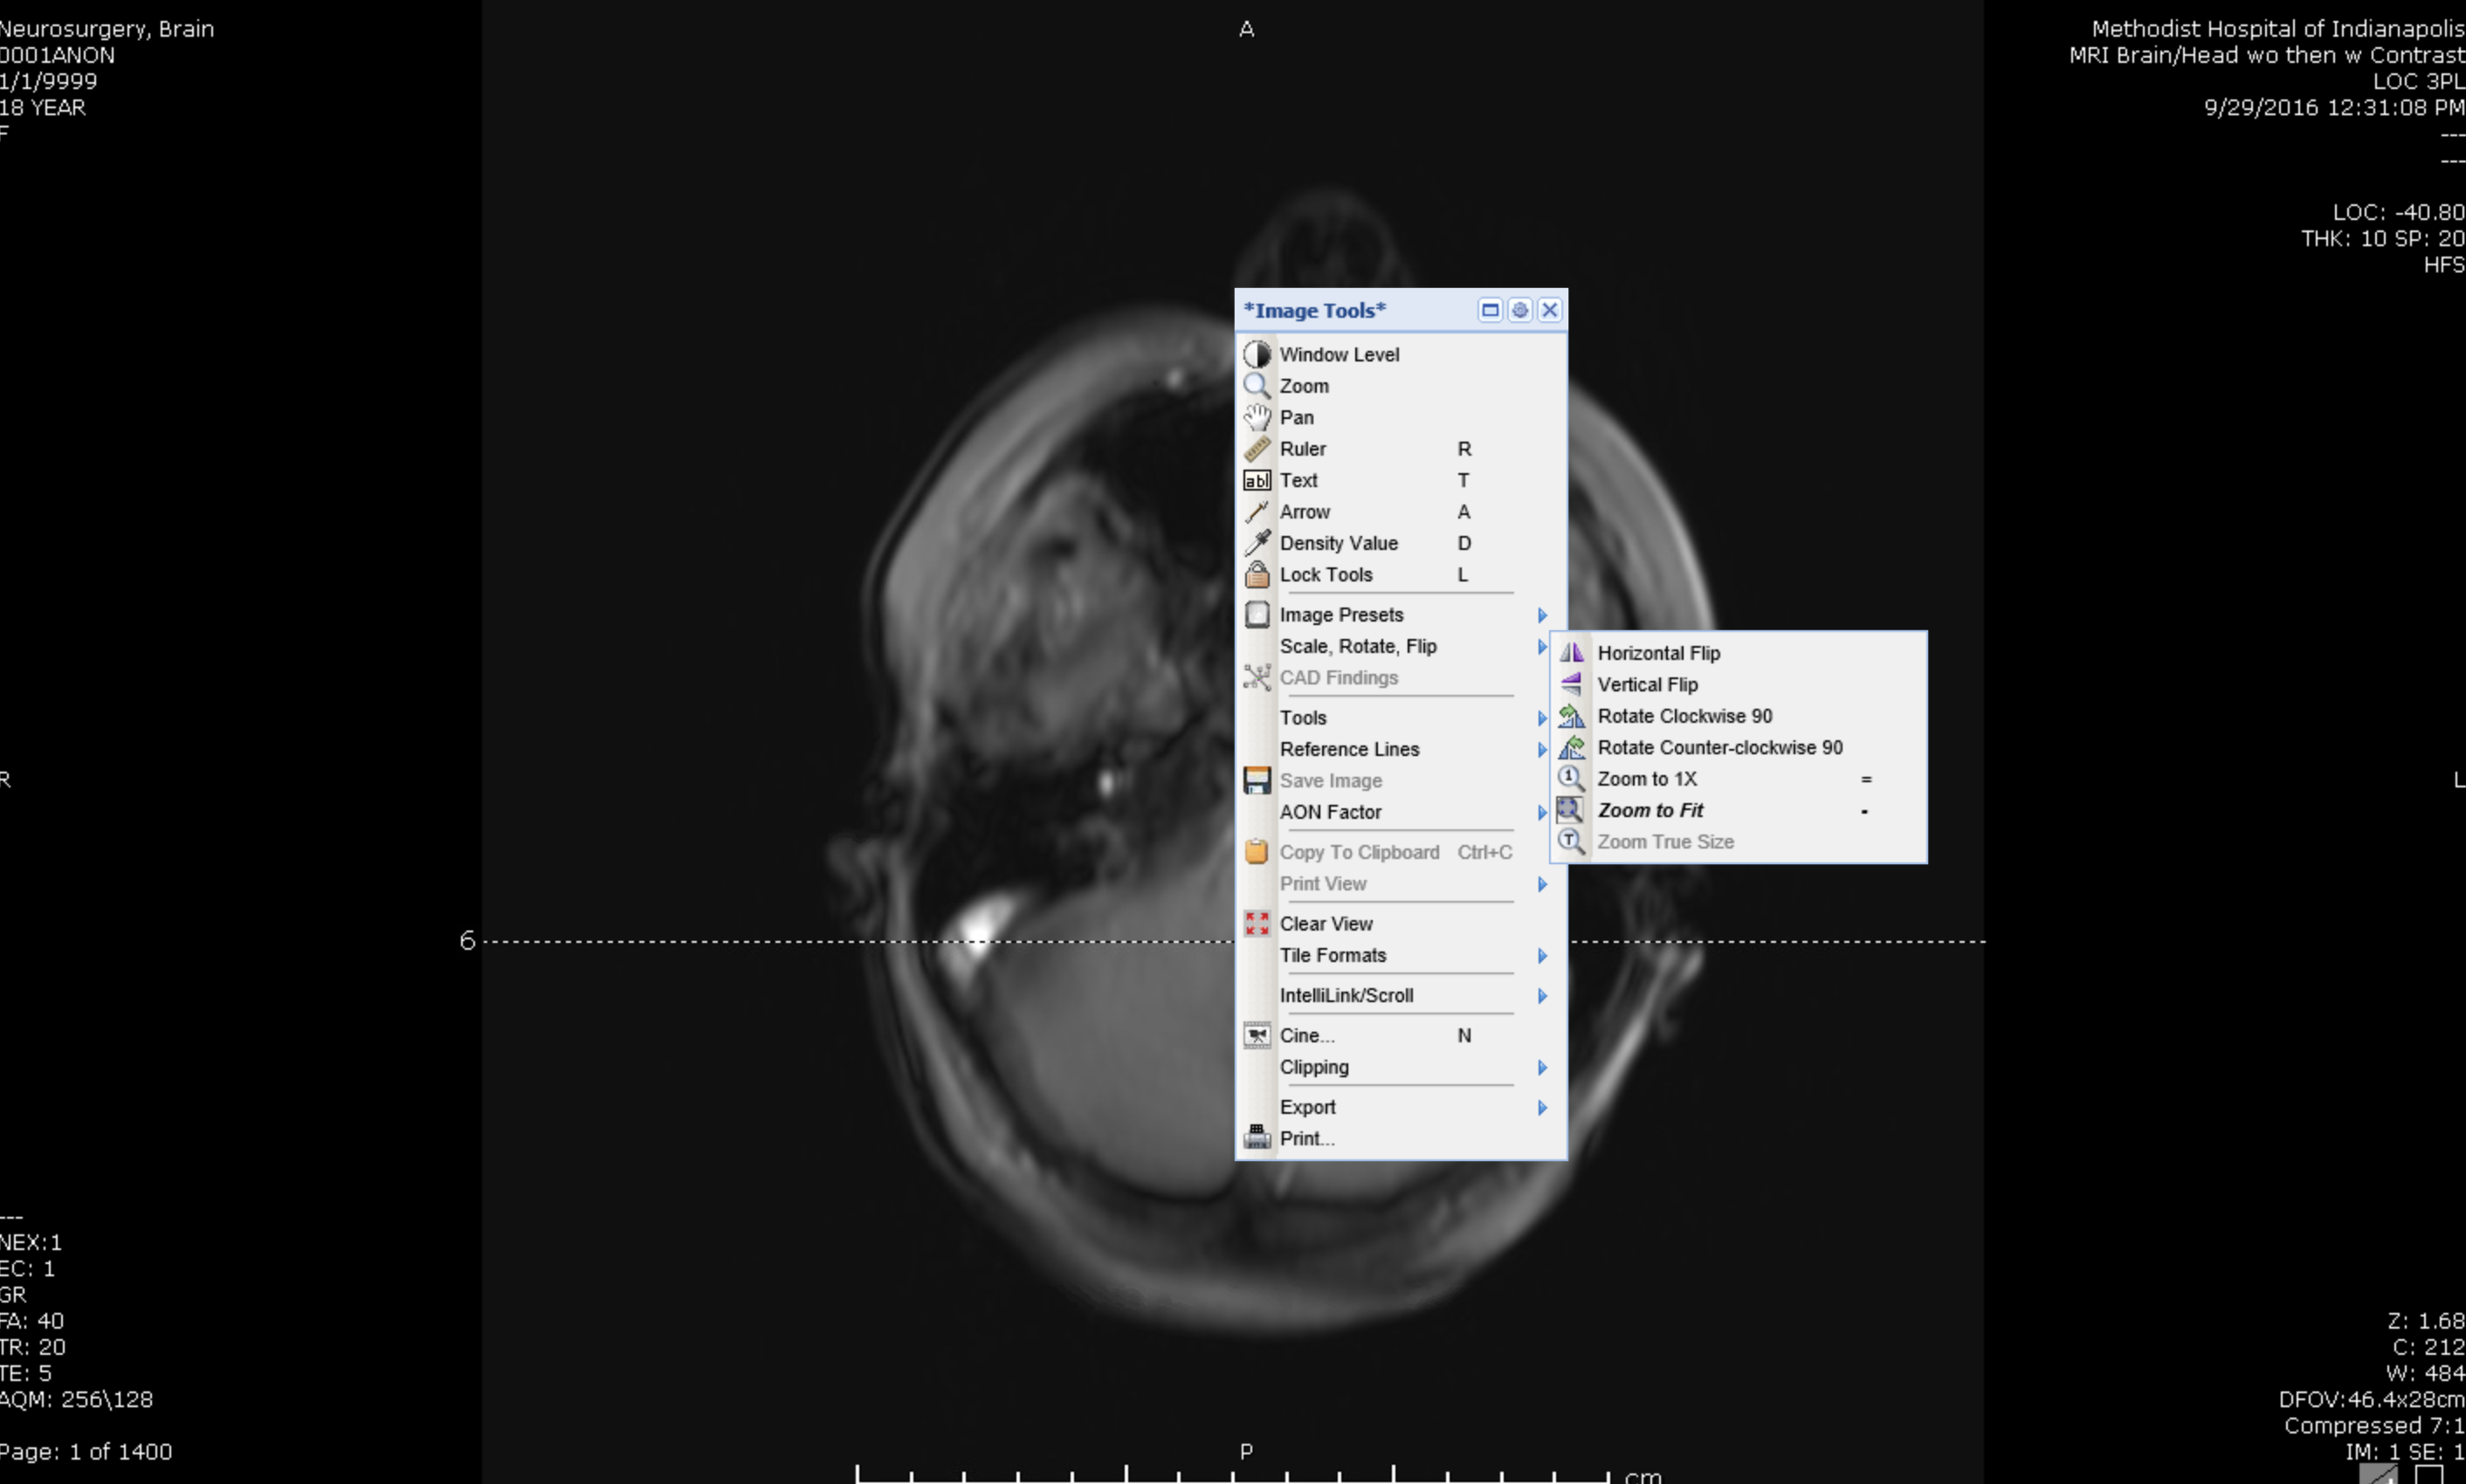 Neurosurgery, Brain
0001ANON
1/1/9999
18 YEAR
F
A
Methodist Hospital of Indianapolis
MRI Brain/Head wo then w Contrast
LOC 3PL
9/29/2016 12:31:08 PM
---
---
LOC: -40.80
THK: 10 SP: 20
HFS
*Image Tools*
Window Level
Zoom
Pan
Ruler R
abl Text T
Arrow A
Density Value D
Lock Tools L
Image Presets
Scale, Rotate, Flip
CAD Findings
Tools
Reference Lines
Save Image
AON Factor
Copy To Clipboard Ctrl+C
Print View
Clear View
Tile Formats
IntelliLink/Scroll
Cine... N
Clipping
Export
Print...
Horizontal Flip
Vertical Flip
Rotate Clockwise 90
Rotate Counter-clockwise 90
1 Zoom to 1X =
Zoom to Fit -
T Zoom True Size
R
L
6
---
NEX:1
EC: 1
GR
FA: 40
TR: 20
TE: 5
AQM: 256\128
Page: 1 of 1400
P
cm
Z: 1.68
C: 212
W: 484
DFOV:46.4x28cm
Compressed 7:1
IM: 1 SE: 1